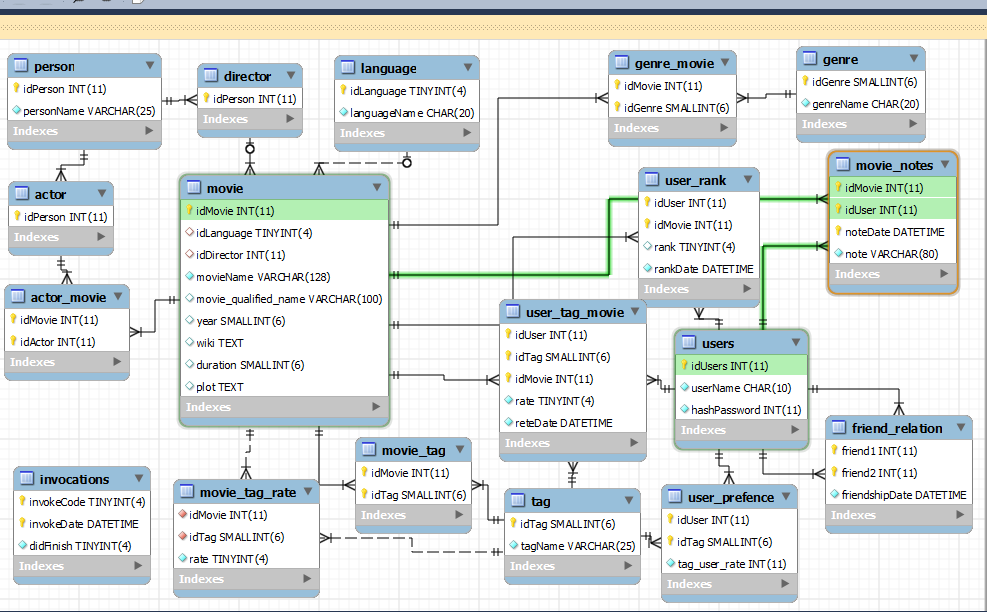 person
idPerson INT(11)
personName VARCHAR(25)
Indexes
director
idPerson INT(11)
Indexes
language
idLanguage TINYINT(4)
languageName CHAR(20)
Indexes
genre_movie
idMovie INT(11)
idGenre SMALLINT(6)
Indexes
genre
idGenre SMALLINT(6)
genreName CHAR(20)
Indexes
actor
idPerson INT(11)
Indexes
movie
idMovie INT(11)
idLanguage TINYINT(4)
idDirector INT(11)
movieName VARCHAR(128)
movie_qualified_name VARCHAR(100)
year SMALLINT(6)
wiki TEXT
duration SMALLINT(6)
plot TEXT
Indexes
user_rank
idUser INT(11)
idMovie INT(11)
rank TINYINT(4)
rankDate DATETIME
Indexes
movie_notes
idMovie INT(11)
idUser INT(11)
noteDate DATETIME
note VARCHAR(80)
Indexes
actor_movie
idMovie INT(11)
idActor INT(11)
Indexes
user_tag_movie
idUser INT(11)
idTag SMALLINT(6)
idMovie INT(11)
rate TINYINT(4)
reteDate DATETIME
Indexes
users
idUsers INT(11)
userName CHAR(10)
hashPassword INT(11)
Indexes
friend_relation
friend1 INT(11)
friend2 INT(11)
friendshipDate DATETIME
Indexes
invocations
invokeCode TINYINT(4)
invokeDate DATETIME
didFinish TINYINT(4)
Indexes
movie_tag_rate
idMovie INT(11)
idTag SMALLINT(6)
rate TINYINT(4)
Indexes
movie_tag
idMovie INT(11)
idTag SMALLINT(6)
Indexes
tag
idTag SMALLINT(6)
tagName VARCHAR(25)
Indexes
user_prefence
idUser INT(11)
idTag SMALLINT(6)
tag_user_rate INT(11)
Indexes